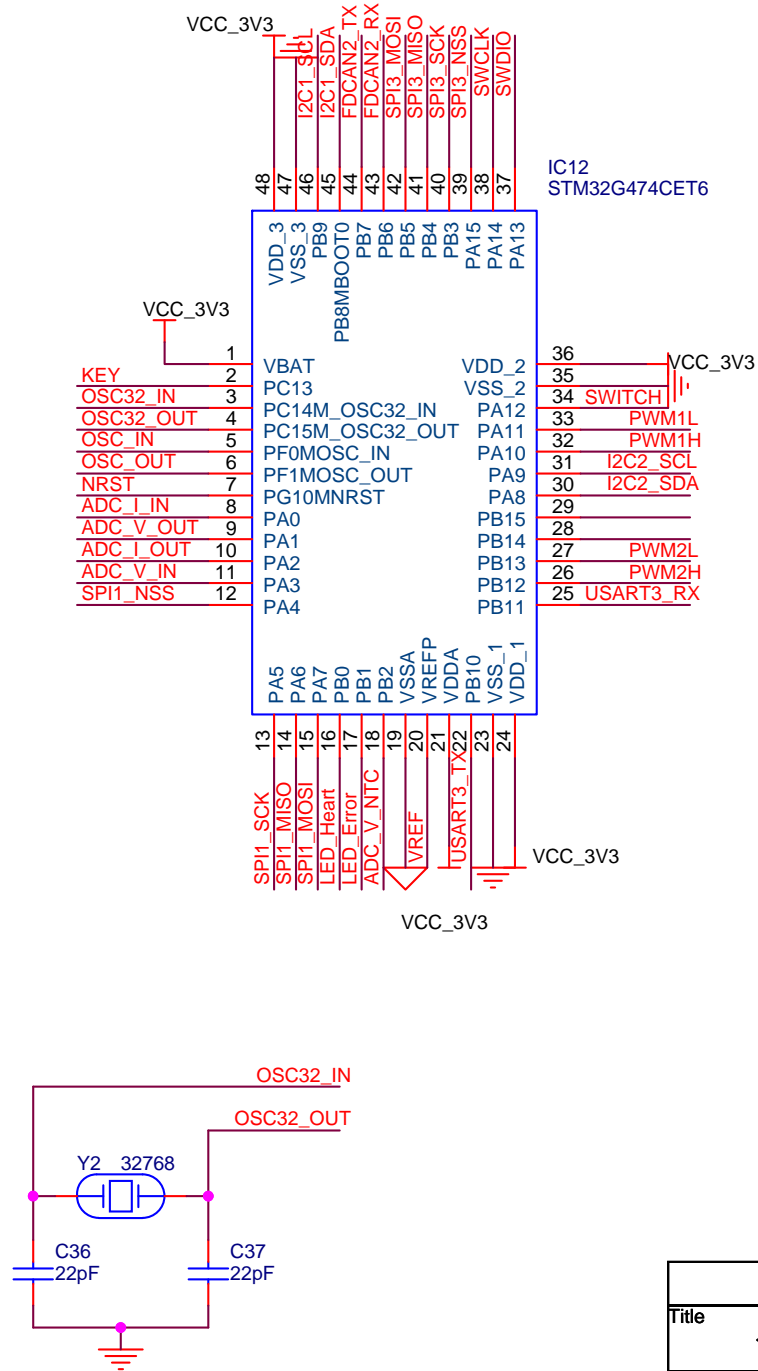 VCC_3V3
I2C1_SCL
I2C1_SDA
FDCAN2_TX
FDCAN2_RX
SPI3_MOSI
SPI3_MISO
SPI3_SCK
SPI3_NSS
SWCLK
SWDIO
48 47 46 45 44 43 42 41 40 39 38 37
IC12
STM32G474CET6
VDD_3
VSS_3
PB9
PB8MBOOT0
PB7
PB6
PB5
PB4
PB3
PA15
PA14
PA13
VCC_3V3
1 VBAT VDD_2 36 VCC_3V3
KEY 2 PC13 VSS_2 35
OSC32_IN 3 PC14M_OSC32_IN PA12 34 SWITCH
OSC32_OUT 4 PC15M_OSC32_OUT PA11 33 PWM1L
OSC_IN 5 PF0MOSC_IN PA10 32 PWM1H
OSC_OUT 6 PF1MOSC_OUT PA9 31 I2C2_SCL
NRST 7 PG10MNRST PA8 30 I2C2_SDA
ADC_I_IN 8 PA0 PB15 29
ADC_V_OUT 9 PA1 PB14 28
ADC_I_OUT 10 PA2 PB13 27 PWM2L
ADC_V_IN 11 PA3 PB12 26 PWM2H
SPI1_NSS 12 PA4 PB11 25 USART3_RX
PA5
PA6
PA7
PB0
PB1
PB2
VSSA
VREFP
VDDA
PB10
VSS_1
VDD_1
13 14 15 16 17 18 19 20 21 22 23 24
SPI1_SCK
SPI1_MISO
SPI1_MOSI
LED_Heart
LED_Error
ADC_V_NTC
VREF
USART3_TX
VCC_3V3
VCC_3V3
OSC32_IN
OSC32_OUT
Y2 32768
C36
22pF
C37
22pF
Title